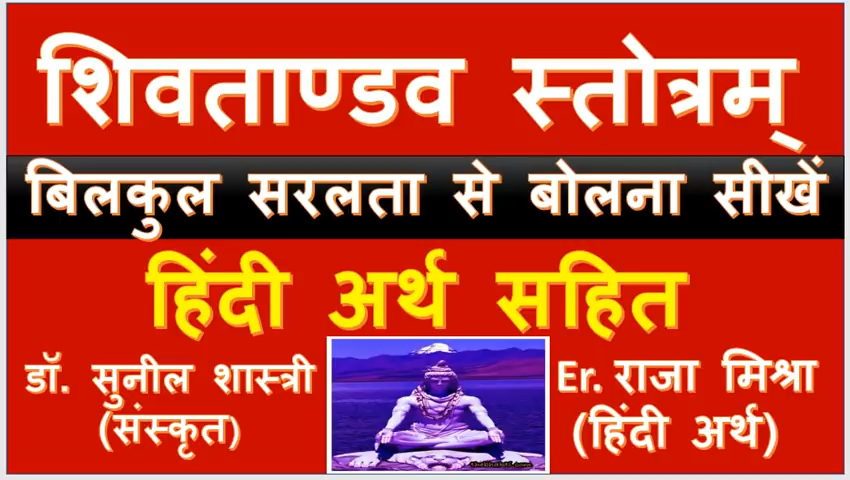 शिवताण्डव स्तोत्रम्
बिलकुल सरलता से बोलना सीखें
हिंदी अर्थ सहित
डॉ. सुनील शास्त्री
(संस्कृत)
Er. राजा मिश्रा
(हिंदी अर्थ)